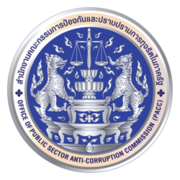 สำนักงานคณะกรรมการป้องกันและปราบปรามการทุจริตในภาครัฐ
OFFICE OF PUBLIC SECTOR ANTI-CORRUPTION COMMISSION (PACC)